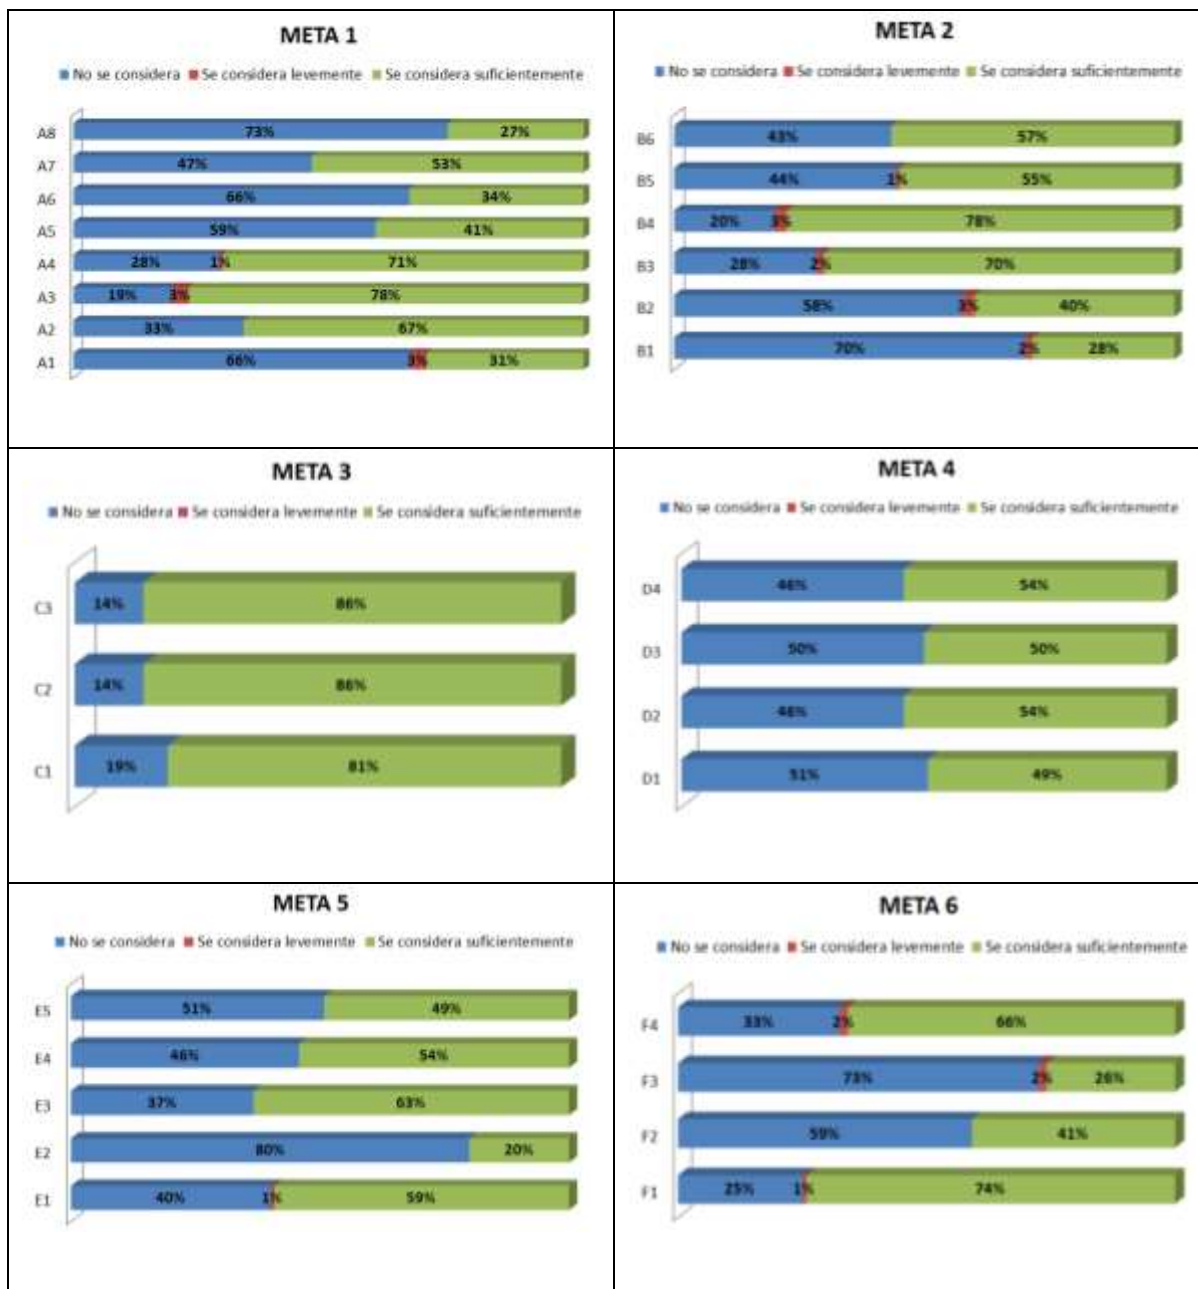 META 1
No se considera Se considera levemente Se considera suficientemente
A8 73% 27%
A7 47% 53%
A6 66% 34%
A5 59% 41%
A4 28% 1% 71%
A3 19% 3% 78%
A2 33% 67%
A1 66% 3% 31%
META 2
No se considera Se considera levemente Se considera suficientemente
B6 43% 57%
B5 44% 1% 55%
B4 20% 3% 78%
B3 28% 2% 70%
B2 58% 3% 40%
B1 70% 2% 28%
META 3
No se considera Se considera levemente Se considera suficientemente
C3 14% 86%
C2 14% 86%
C1 19% 81%
META 4
No se considera Se considera levemente Se considera suficientemente
D4 46% 54%
D3 50% 50%
D2 46% 54%
D1 51% 49%
META 5
No se considera Se considera levemente Se considera suficientemente
E5 51% 49%
E4 46% 54%
E3 37% 63%
E2 80% 20%
E1 40% 1% 59%
META 6
No se considera Se considera levemente Se considera suficientemente
F4 33% 2% 66%
F3 73% 2% 26%
F2 59% 41%
F1 25% 1% 74%